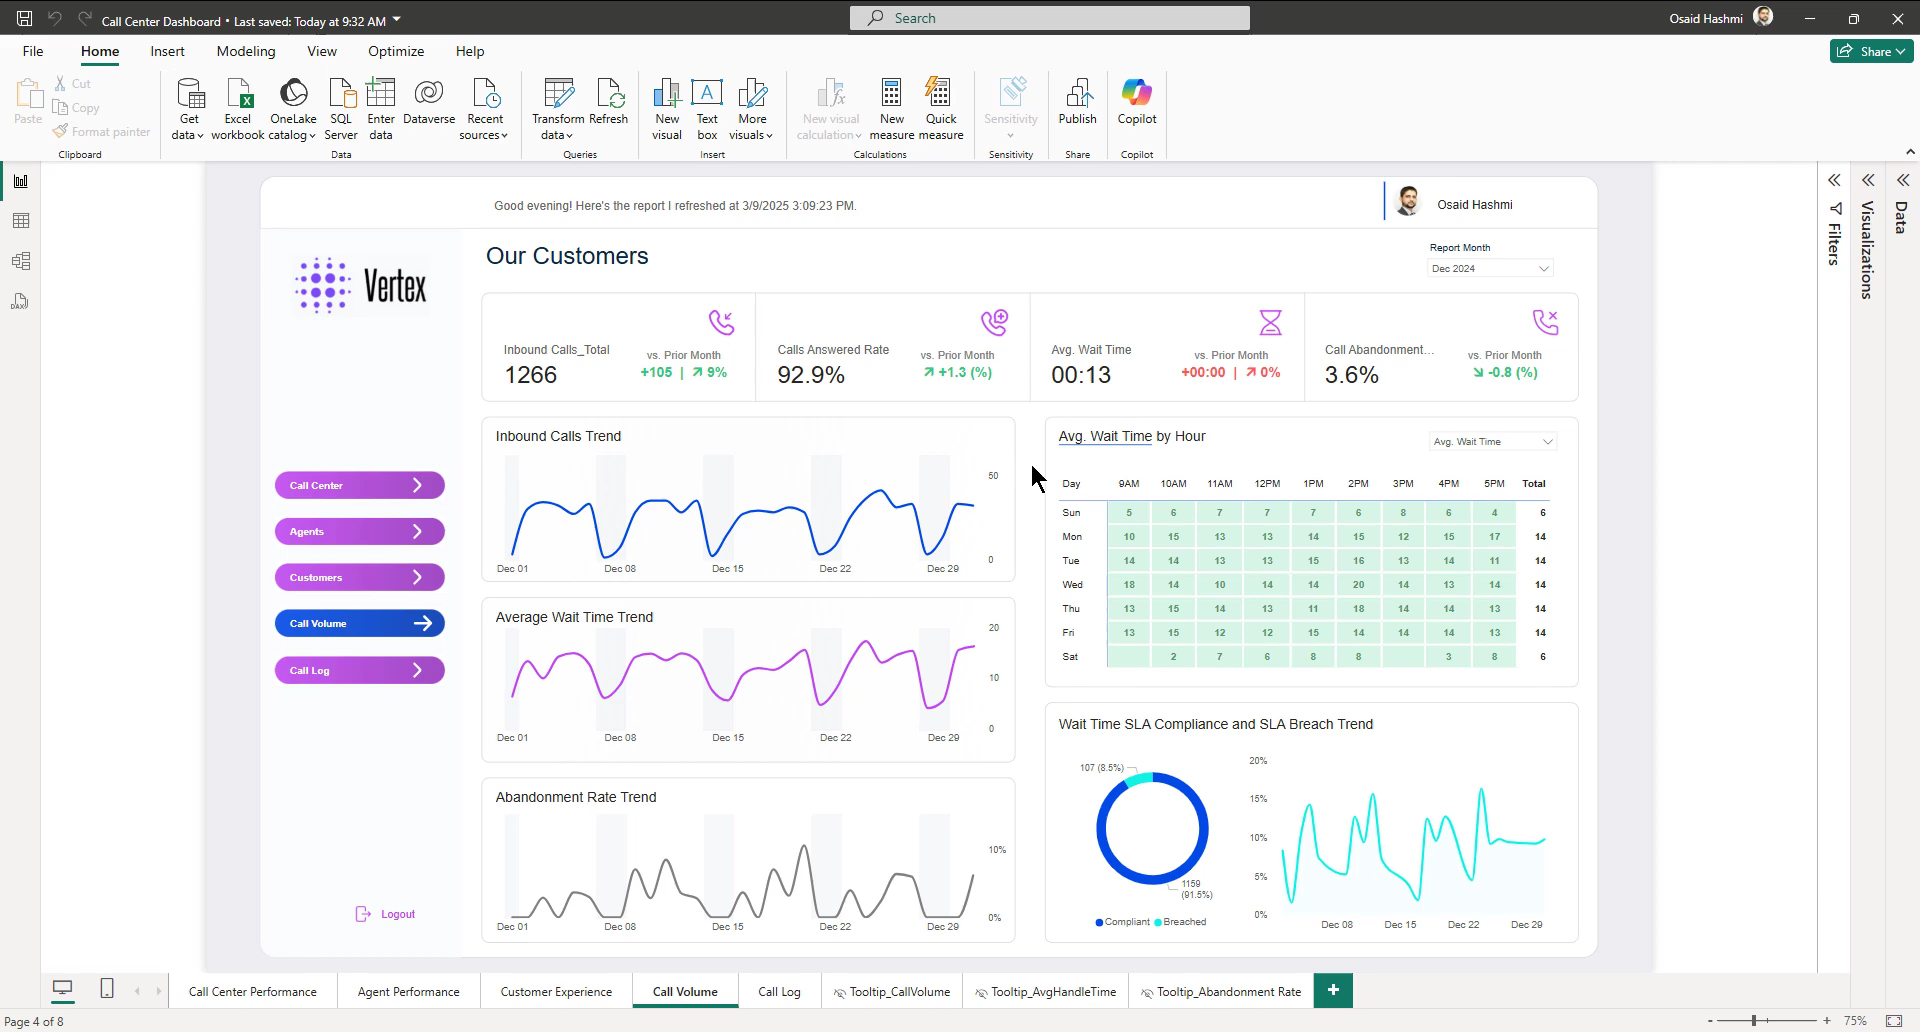 Call Center Dashboard • Last saved: Today at 9:32 AM
Search
Osaid Hashmi
File Home Insert Modeling View Optimize Help
Share
Paste
Cut
Copy
Format painter
Clipboard
Get data
Excel workbook
OneLake catalog
SQL Server
Enter data
Dataverse
Recent sources
Data
Transform data
Refresh
Queries
New visual
Text box
More visuals
Insert
New visual calculation
New measure
Quick measure
Calculations
Sensitivity
Sensitivity
Publish
Share
Copilot
Copilot
DAX
Filters
Visualizations
Data
Good evening! Here's the report I refreshed at 3/9/2025 3:09:23 PM.
Osaid Hashmi
Vertex
Our Customers
Report Month
Dec 2024
Inbound Calls_Total
1266
vs. Prior Month
+105 | 9%
Calls Answered Rate
92.9%
vs. Prior Month
+1.3 (%)
Avg. Wait Time
00:13
vs. Prior Month
+00:00 | 0%
Call Abandonment...
3.6%
vs. Prior Month
-0.8 (%)
Call Center
Agents
Customers
Call Volume
Call Log
Logout
Inbound Calls Trend
50
0
Dec 01 Dec 08 Dec 15 Dec 22 Dec 29
Average Wait Time Trend
20
10
0
Dec 01 Dec 08 Dec 15 Dec 22 Dec 29
Abandonment Rate Trend
10%
0%
Dec 01 Dec 08 Dec 15 Dec 22 Dec 29
Avg. Wait Time by Hour
Avg. Wait Time
Day 9AM 10AM 11AM 12PM 1PM 2PM 3PM 4PM 5PM Total
Sun 5 6 7 7 7 6 8 6 4 6
Mon 10 15 13 13 14 15 12 15 17 14
Tue 14 14 13 13 15 16 13 14 11 14
Wed 18 14 10 14 14 20 14 13 14 14
Thu 13 15 14 13 11 18 14 14 13 14
Fri 13 15 12 12 15 14 14 14 13 14
Sat 2 7 6 8 8 3 8 6
Wait Time SLA Compliance and SLA Breach Trend
107 (8.5%)
1159
(91.5%)
Compliant Breached
20%
15%
10%
5%
0%
Dec 08 Dec 15 Dec 22 Dec 29
Call Center Performance
Agent Performance
Customer Experience
Call Volume
Call Log
Tooltip_CallVolume
Tooltip_AvgHandleTime
Tooltip_Abandonment Rate
+
Page 4 of 8
- + 75%